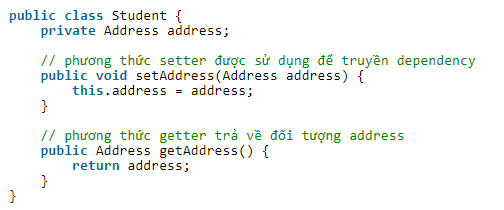 public class Student {
    private Address address;

    // phương thức setter được sử dụng để truyền dependency
    public void setAddress(Address address) {
        this.address = address;
    }

    // phương thức getter trả về đối tượng address
    public Address getAddress() {
        return address;
    }
}